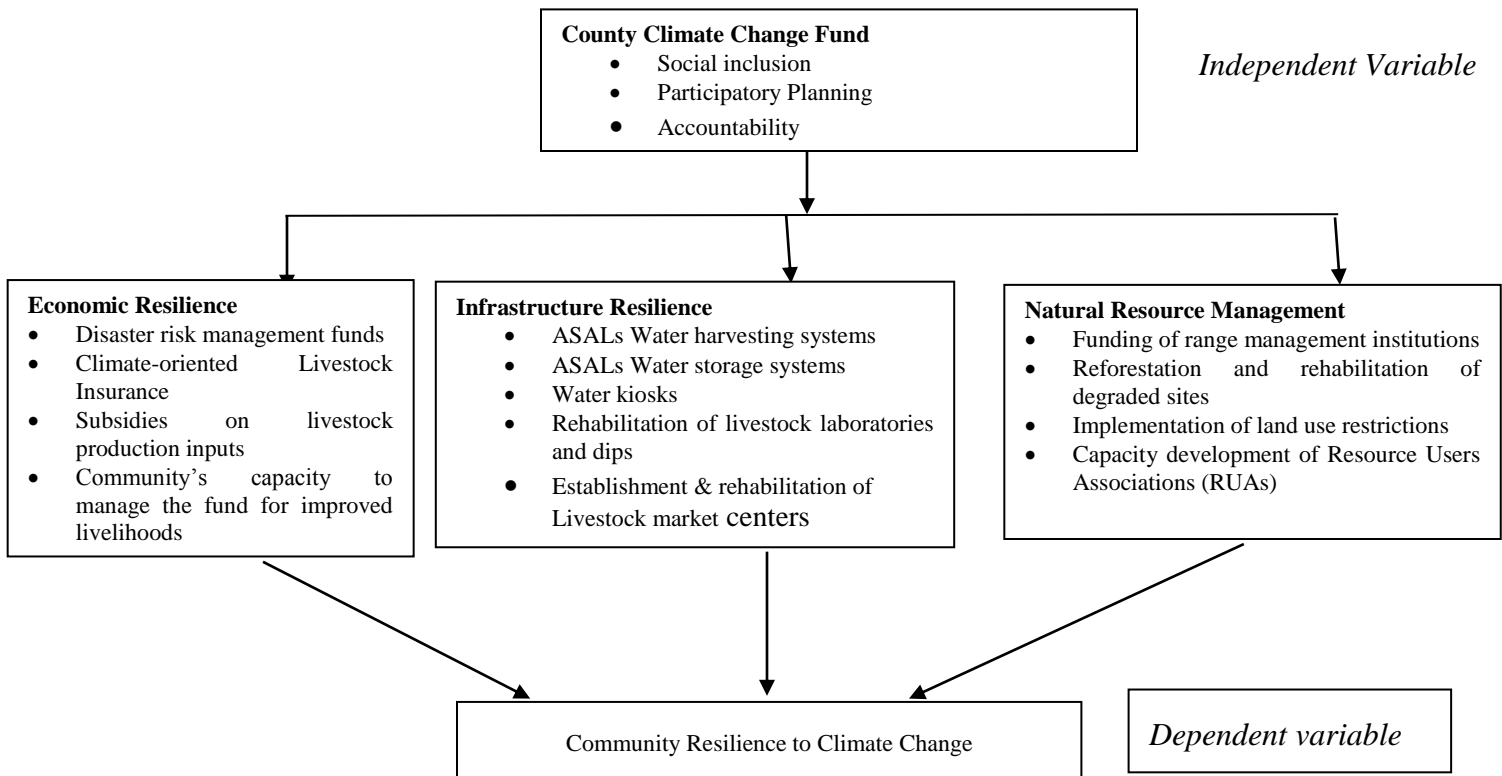 County Climate Change Fund
• Social inclusion
• Participatory Planning
• Accountability
Independent Variable
Economic Resilience
• Disaster risk management funds
• Climate-oriented Livestock
Insurance
• Subsidies on livestock
production inputs
• Community's capacity to
manage the fund for improved
livelihoods
Infrastructure Resilience
• ASALs Water harvesting systems
• ASALs Water storage systems
• Water kiosks
• Rehabilitation of livestock laboratories
and dips
• Establishment & rehabilitation of
Livestock market centers
Natural Resource Management
• Funding of range management institutions
• Reforestation and rehabilitation of
degraded sites
• Implementation of land use restrictions
• Capacity development of Resource Users
Associations (RUAs)
Community Resilience to Climate Change
Dependent variable